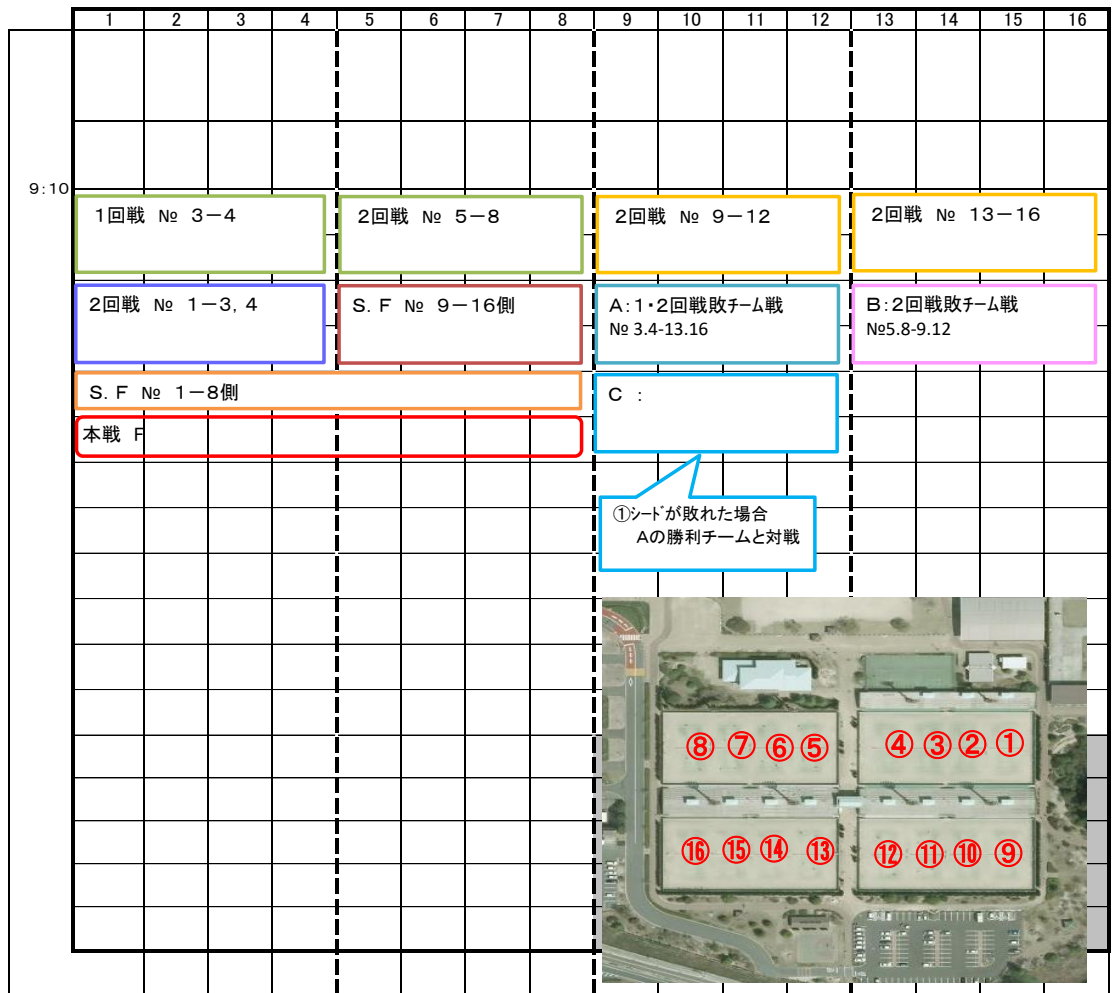 1 2 3 4 5 6 7 8 9 10 11 12 13 14 15 16
9:10
1回戦 № 3-4
2回戦 № 5-8
2回戦 № 9-12
2回戦 № 13-16
2回戦 № 1-3,4
S.F № 9-16側
A:1・2回戦敗チーム戦
№ 3.4-13.16
B:2回戦敗チーム戦
№5.8-9.12
S.F № 1-8側
C :
本戦 F
①シードが敗れた場合
Aの勝利チームと対戦
⑧ ⑦ ⑥ ⑤ ④ ③ ② ①
⑯ ⑮ ⑭ ⑬ ⑫ ⑪ ⑩ ⑨